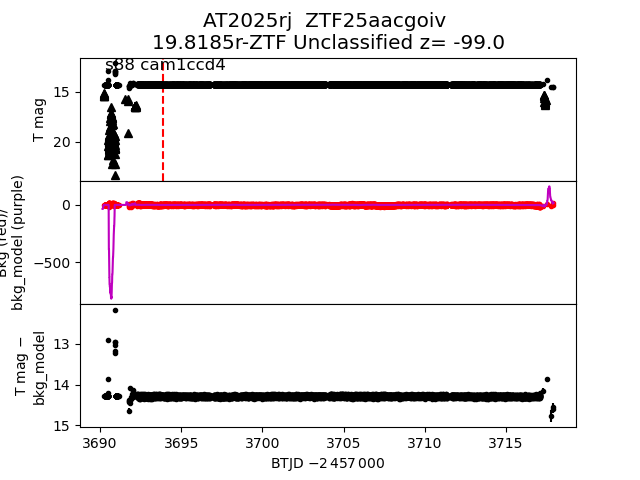 AT2025rj  ZTF25aacgoiv
19.8185r-ZTF Unclassified z= -99.0
s88 cam1ccd4
T mag
15
20
Bkg (red)/
bkg_model (purple)
0
−500
T mag −
bkg_model
13
14
15
3690 3695 3700 3705 3710 3715
BTJD −2 457 000